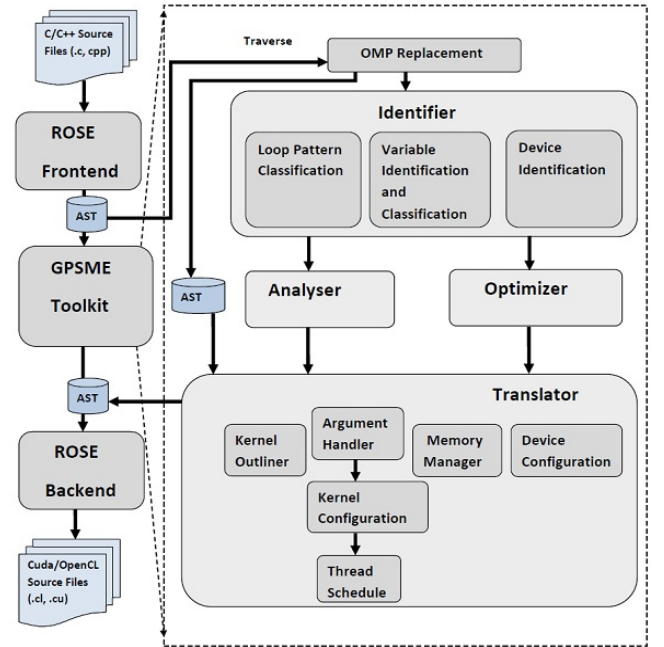 C/C++ Source
Files (.c, cpp)
ROSE
Frontend
AST
GPSME
Toolkit
AST
ROSE
Backend
Cuda/OpenCL
Source Files
(.cl, .cu)
Traverse
OMP Replacement
Identifier
Loop Pattern
Classification
Variable
Identification
and
Classification
Device
Identification
AST
Analyser
Optimizer
Translator
Kernel
Outliner
Argument
Handler
Memory
Manager
Device
Configuration
Kernel
Configuration
Thread
Schedule